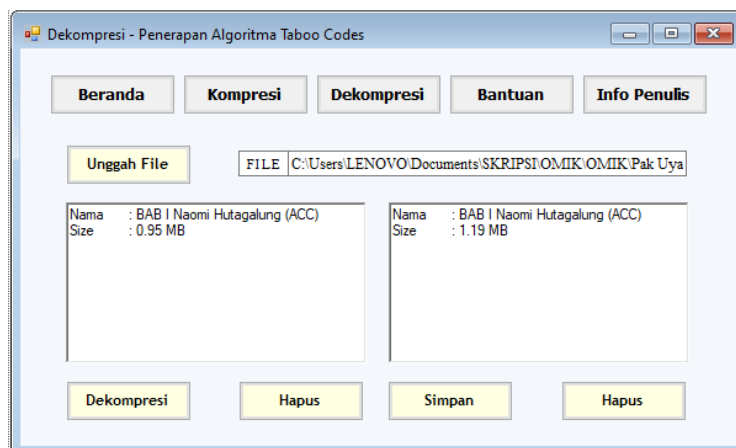 Dekompresi - Penerapan Algoritma Taboo Codes
Beranda Kompresi Dekompresi Bantuan Info Penulis
Unggah File FILE C:\Users\LENOVO\Documents\SKRIPSI\OMIK\OMIK\Pak Uya
Nama : BAB I Naomi Hutagalung (ACC)
Size : 0.95 MB
Nama : BAB I Naomi Hutagalung (ACC)
Size : 1.19 MB
Dekompresi Hapus Simpan Hapus